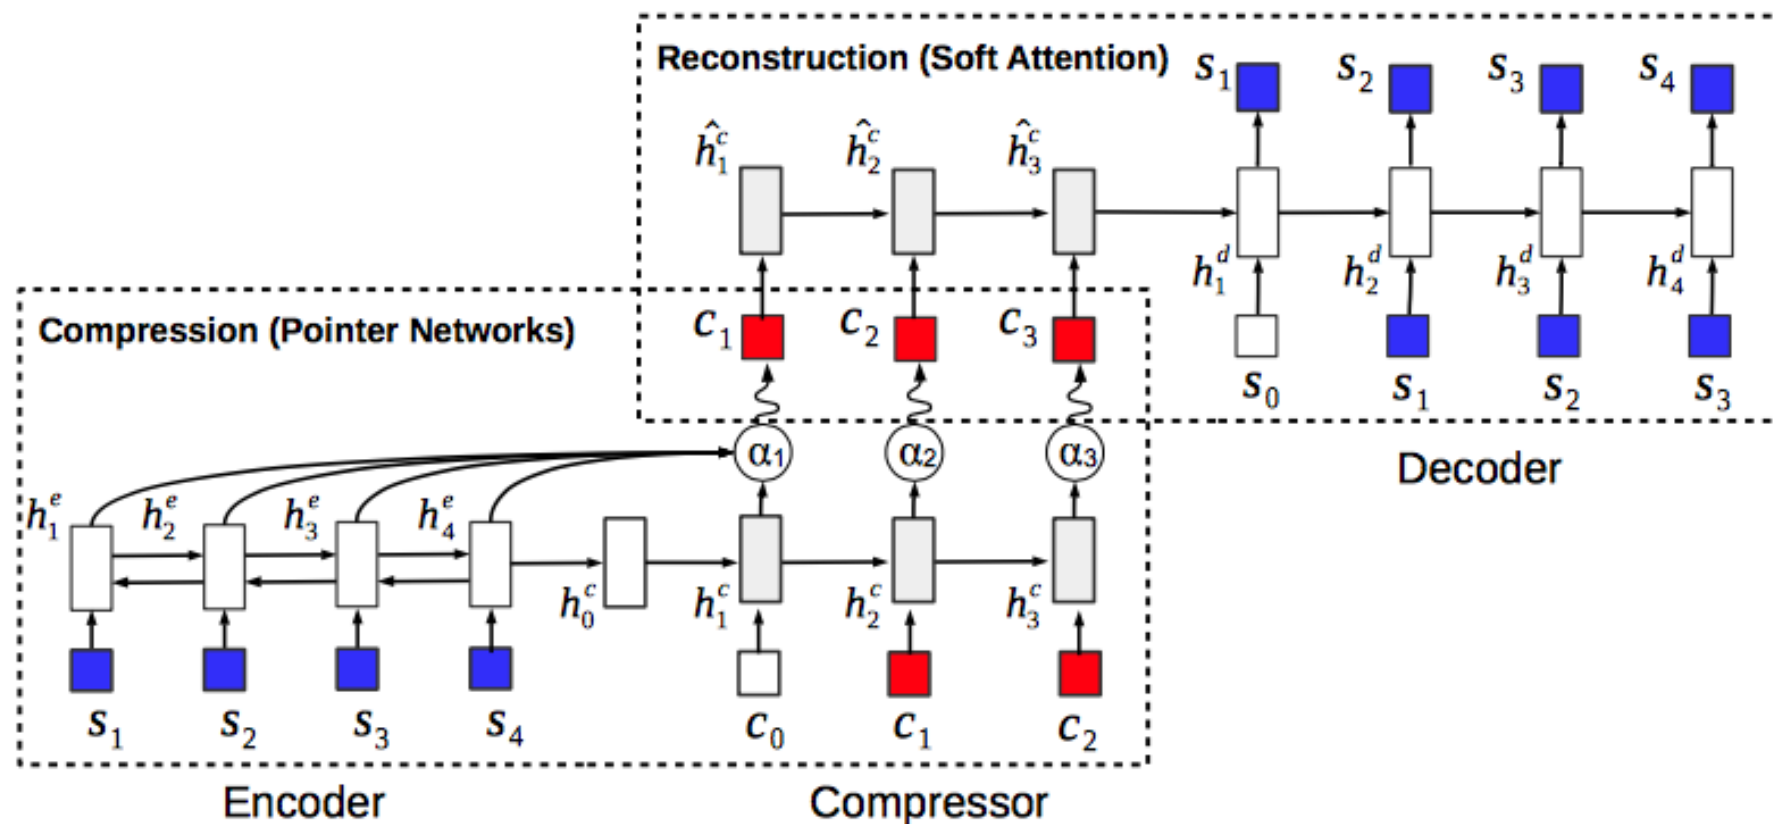 Reconstruction (Soft Attention)
s₁ s₂ s₃ s₄
ĥ₁ᶜ ĥ₂ᶜ ĥ₃ᶜ
h₁ᵈ h₂ᵈ h₃ᵈ h₄ᵈ
Compression (Pointer Networks)
c₁ c₂ c₃
s₀ s₁ s₂ s₃
α₁ α₂ α₃
Decoder
h₁ᵉ h₂ᵉ h₃ᵉ h₄ᵉ
h₀ᶜ h₁ᶜ h₂ᶜ h₃ᶜ
s₁ s₂ s₃ s₄ c₀ c₁ c₂
Encoder Compressor